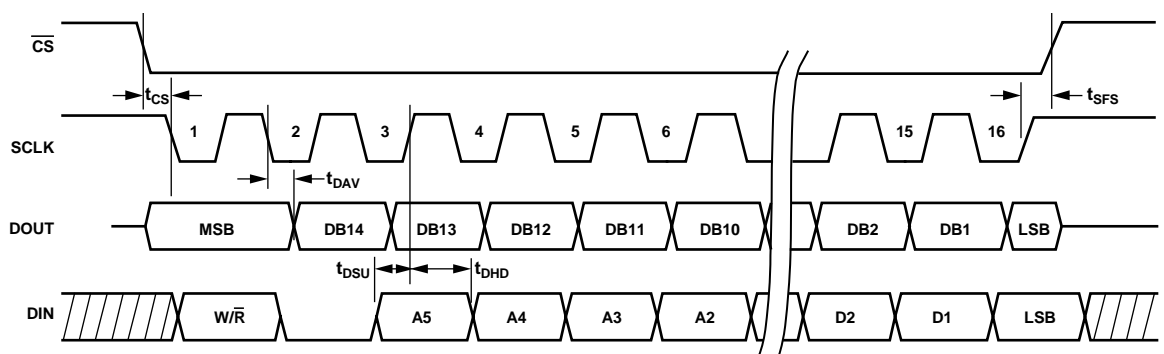 C̅S̅
tCS
tSFS
SCLK
1 2 3 4 5 6 15 16
tDAV
DOUT
MSB DB14 DB13 DB12 DB11 DB10 DB2 DB1 LSB
tDSU tDHD
DIN
W/R̅ A5 A4 A3 A2 D2 D1 LSB